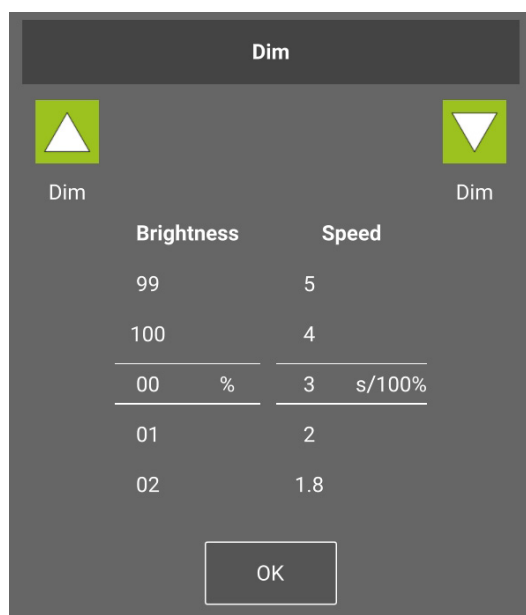 Dim
Dim Dim
Brightness Speed
99 5
100 4
00 % 3 s/100%
01 2
02 1.8
OK